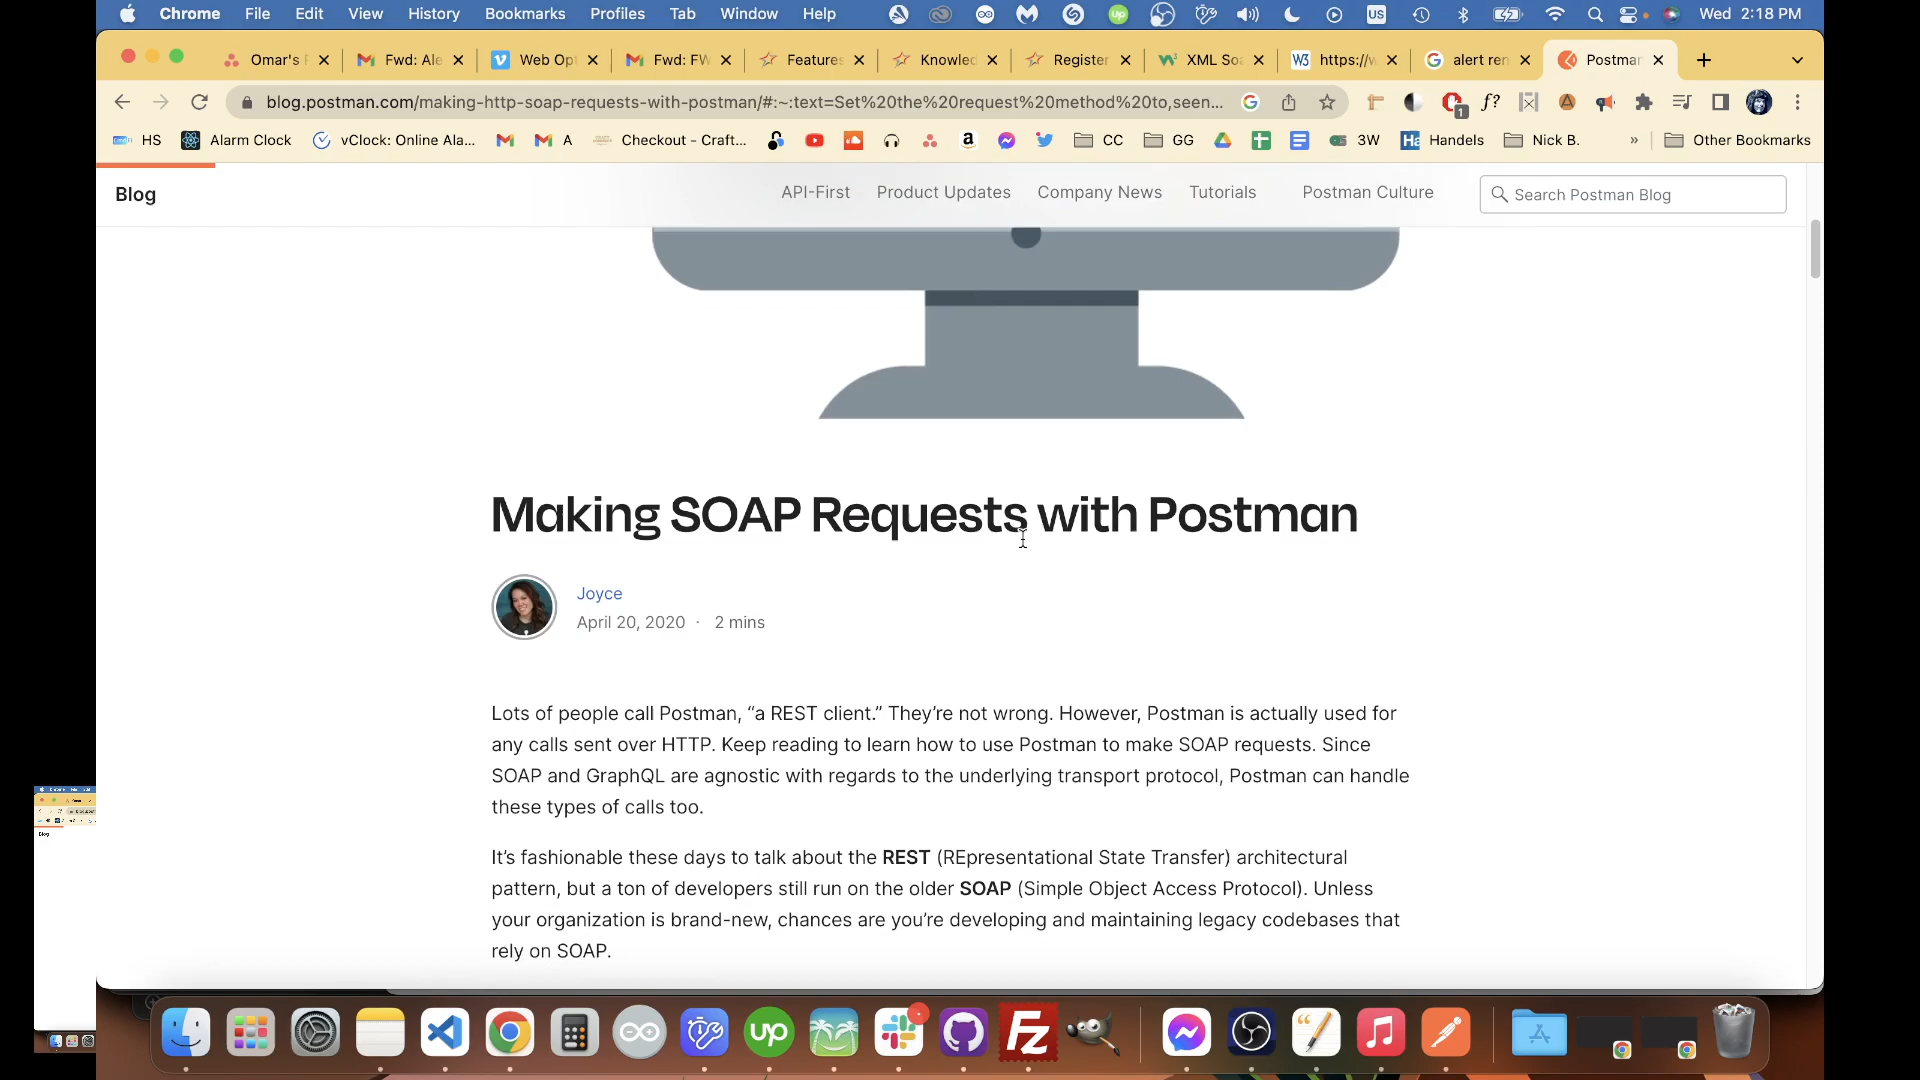 Chrome File Edit View History Bookmarks Profiles Tab Window Help US Wed 2:18 PM
Omar's Fwd: Ale Web Opt Fwd: FW Features Knowled Register XML Soa https://w alert ren Postman
blog.postman.com/making-http-soap-requests-with-postman/#:~:text=Set%20the%20request%20method%20to,seen...
HS Alarm Clock vClock: Online Ala... A Checkout - Craft... CC GG 3W Handels Nick B. » Other Bookmarks
Blog API-First Product Updates Company News Tutorials Postman Culture Search Postman Blog
Making SOAP Requests with Postman
Joyce
April 20, 2020 · 2 mins
Lots of people call Postman, “a REST client.” They’re not wrong. However, Postman is actually used for
any calls sent over HTTP. Keep reading to learn how to use Postman to make SOAP requests. Since
SOAP and GraphQL are agnostic with regards to the underlying transport protocol, Postman can handle
these types of calls too.
It’s fashionable these days to talk about the REST (REpresentational State Transfer) architectural
pattern, but a ton of developers still run on the older SOAP (Simple Object Access Protocol). Unless
your organization is brand-new, chances are you’re developing and maintaining legacy codebases that
rely on SOAP.